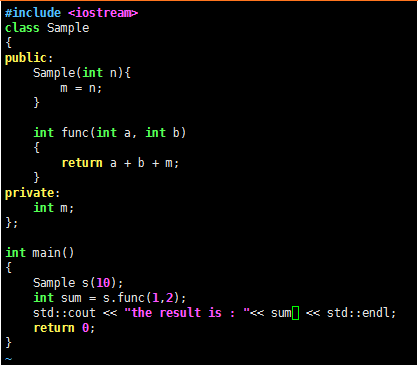 #include <iostream>
class Sample
{
public:
    Sample(int n){
        m = n;
    }

    int func(int a, int b)
    {
        return a + b + m;
    }
private:
    int m;
};

int main()
{
    Sample s(10);
    int sum = s.func(1,2);
    std::cout << "the result is : "<< sum << std::endl;
    return 0;
}
~